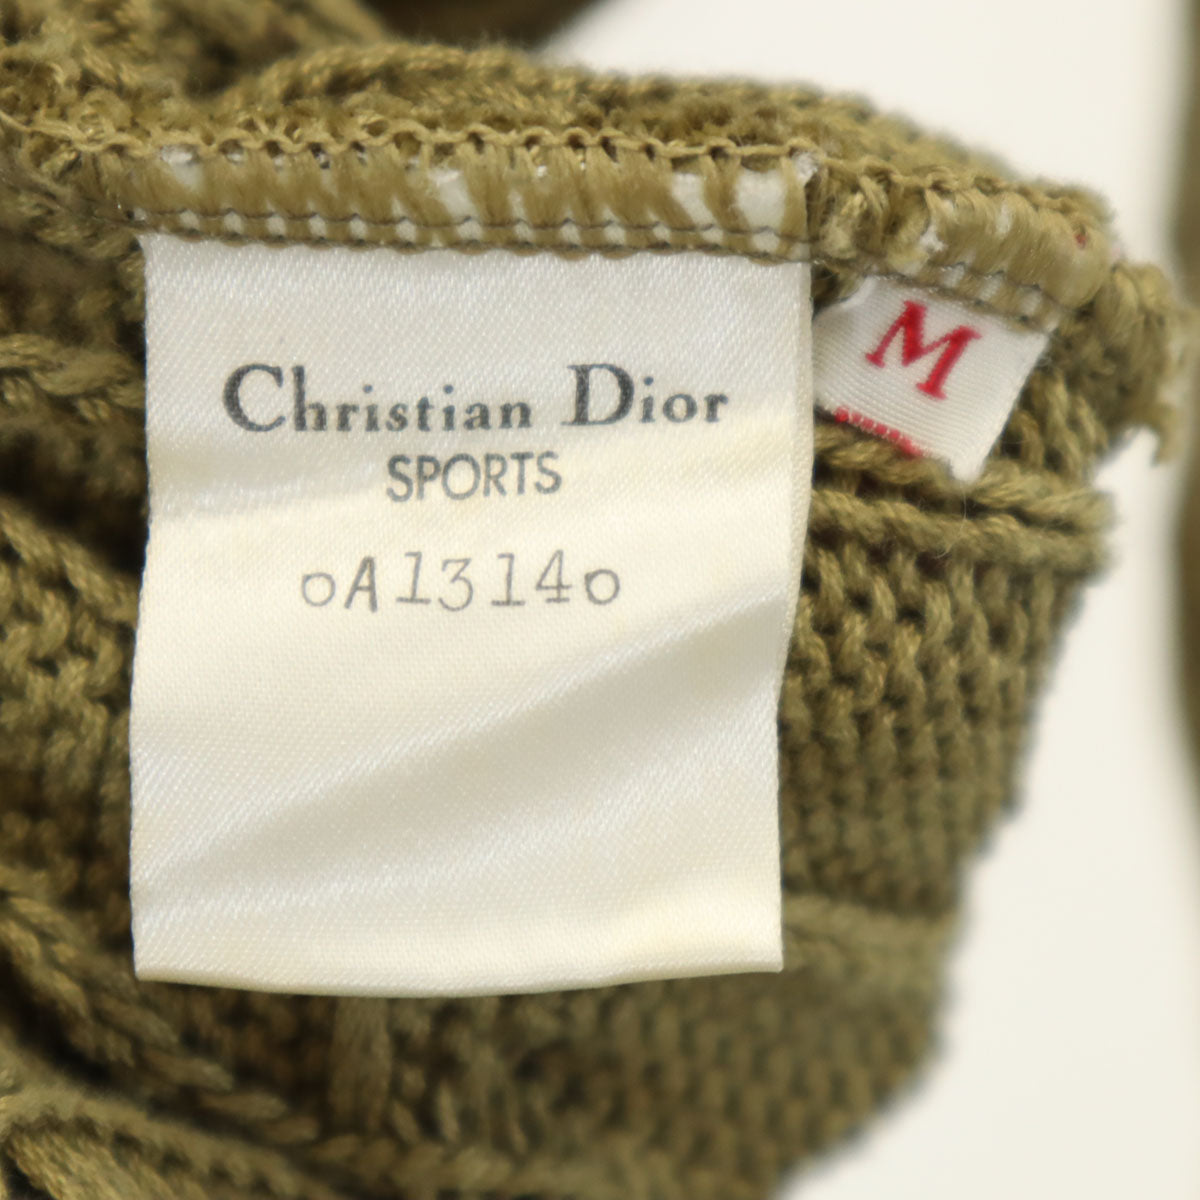 Christian Dior
SPORTS
oA1314o
M